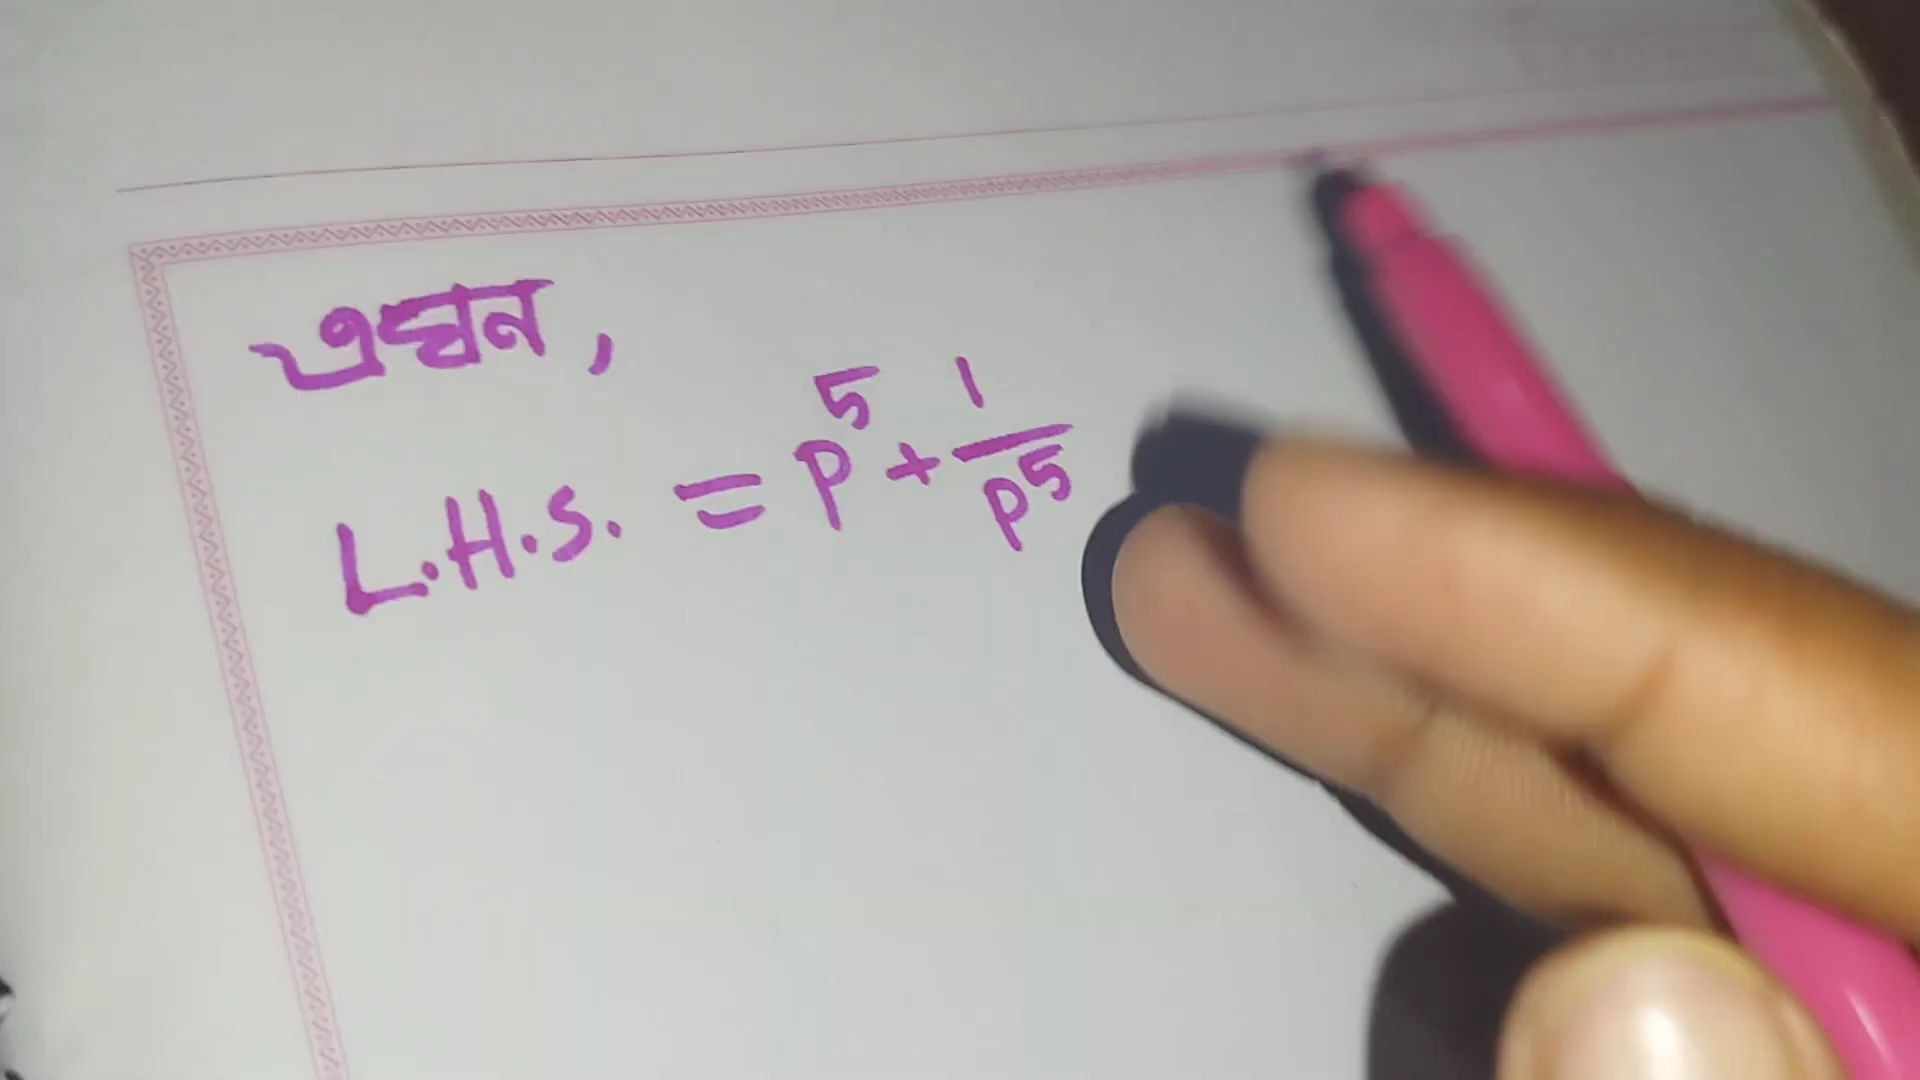 এখন,
L.H.S. = p⁵ + 1/p⁵